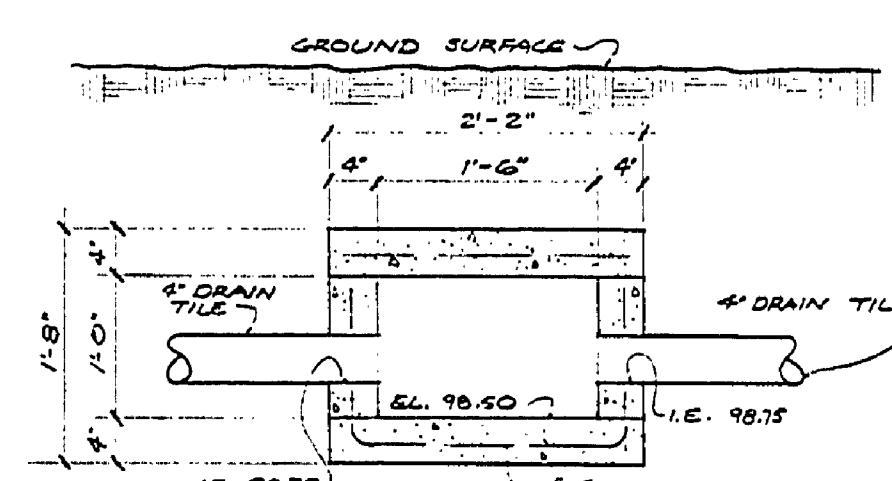 GROUND SURFACE
2'-2"
4"
1'-6"
4"
4"
1'-8"
1'-0"
4"
4" DRAIN
TILE
4" DRAIN TIL
EL. 98.50
I.E. 98.75